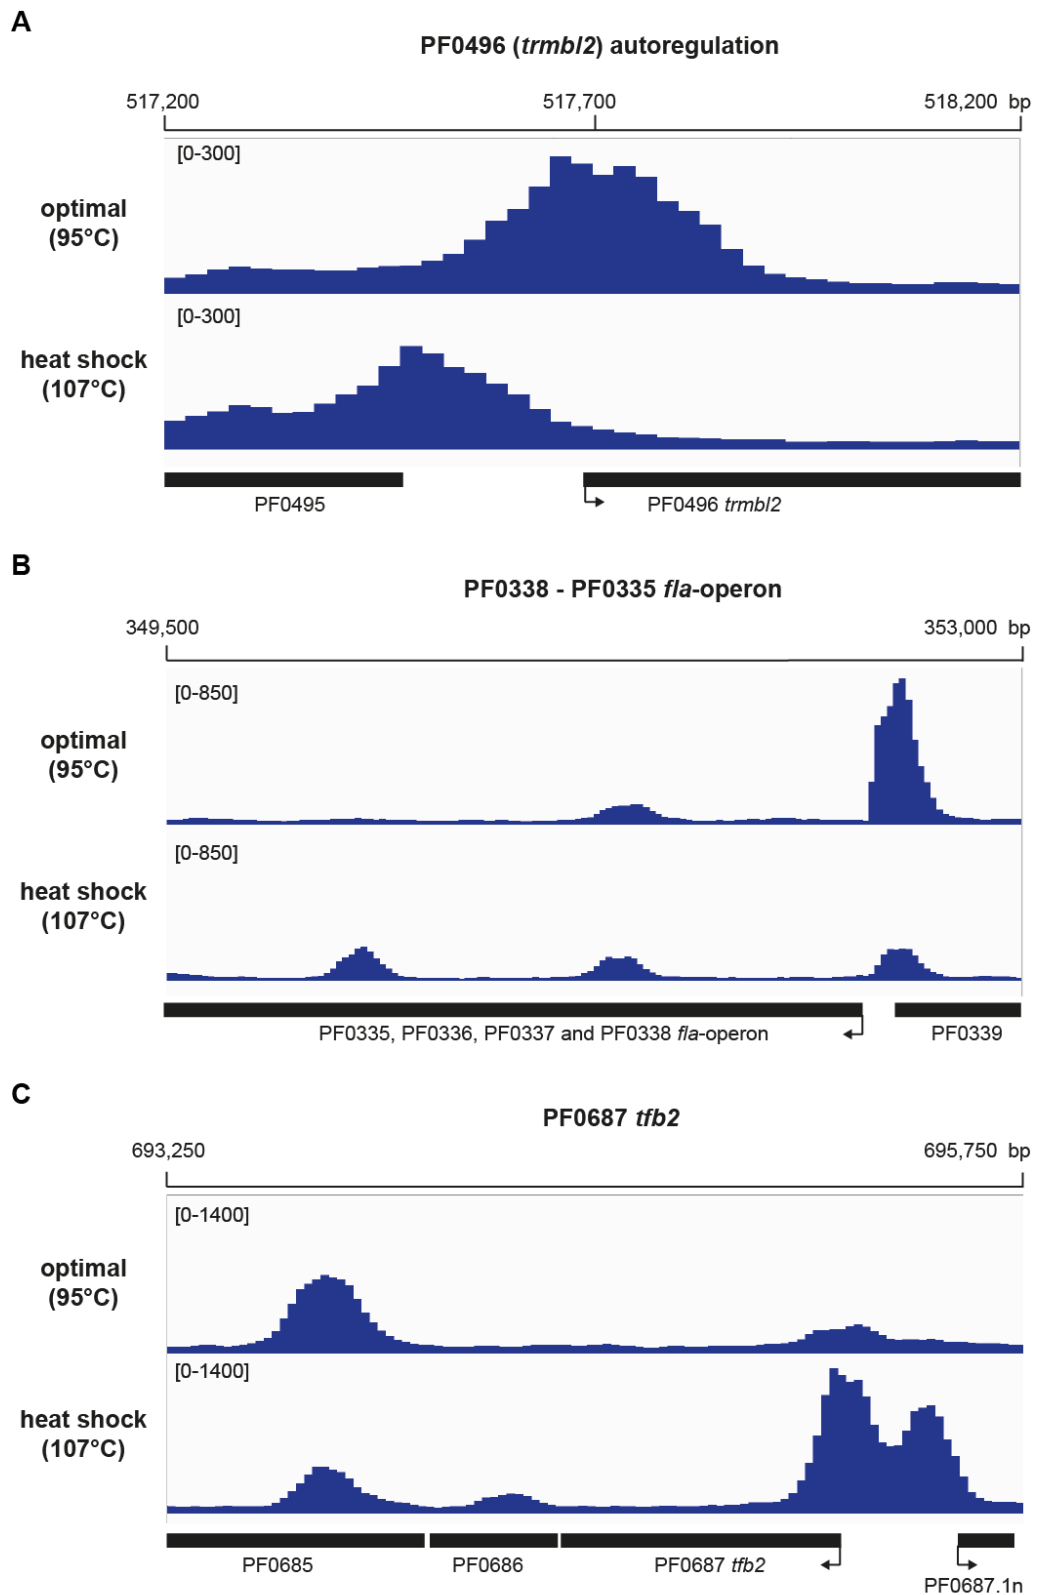 A
PF0496 (trmbl2) autoregulation
517,200 517,700 518,200 bp
[0-300]
optimal
(95°C)
[0-300]
heat shock
(107°C)
PF0495 PF0496 trmbl2
B
PF0338 - PF0335 fla-operon
349,500 353,000 bp
[0-850]
optimal
(95°C)
[0-850]
heat shock
(107°C)
PF0335, PF0336, PF0337 and PF0338 fla-operon PF0339
C
PF0687 tfb2
693,250 695,750 bp
[0-1400]
optimal
(95°C)
[0-1400]
heat shock
(107°C)
PF0685 PF0686 PF0687 tfb2
PF0687.1n